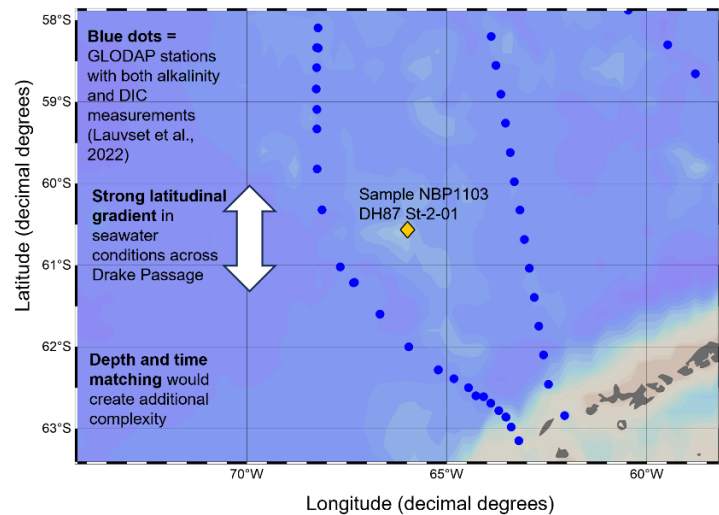 58°S
59°S
60°S
61°S
62°S
63°S
Latitude (decimal degrees)
Blue dots =
GLODAP stations
with both alkalinity
and DIC
measurements
(Lauvset et al.,
2022)
Strong latitudinal
gradient in
seawater
conditions across
Drake Passage
Depth and time
matching would
create additional
complexity
Sample NBP1103
DH87 St-2-01
70°W
65°W
60°W
Longitude (decimal degrees)